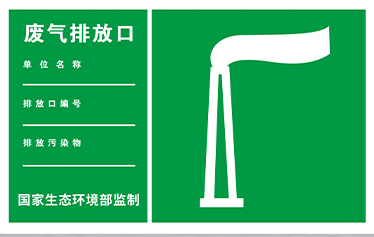 废气排放口
单位名称
排放口编号
排放污染物
国家生态环境部监制